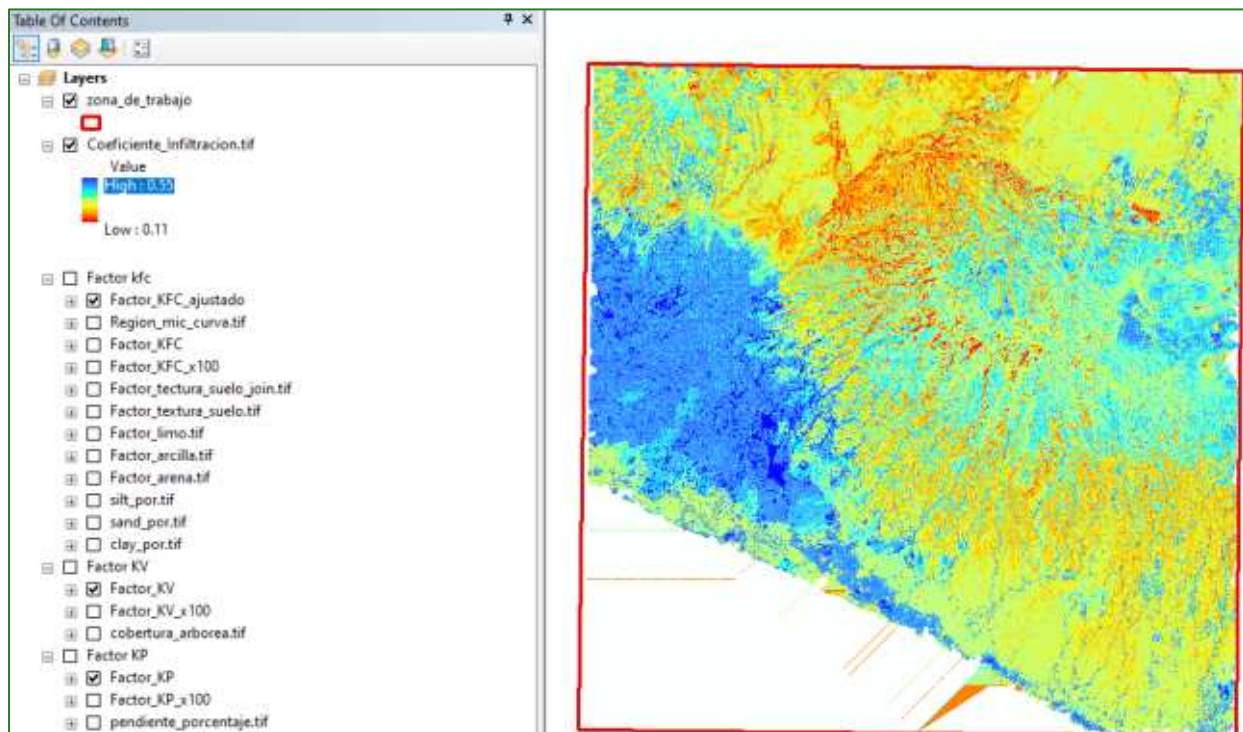 Table Of Contents
Layers
zona_de_trabajo
Coeficiente_Infiltracion.tif
Value
High : 0.55
Low : 0.11
Factor kfc
Factor_KFC_ajustado
Region_mic_curva.tif
Factor_KFC
Factor_KFC_x100
Factor_tectura_suelo_join.tif
Factor_textura_suelo.tif
Factor_limo.tif
Factor_arcilla.tif
Factor_arena.tif
silt_por.tif
sand_por.tif
clay_por.tif
Factor KV
Factor_KV
Factor_KV_x100
cobertura_arborea.tif
Factor KP
Factor_KP
Factor_KP_x100
pendiente_porcentaje.tif